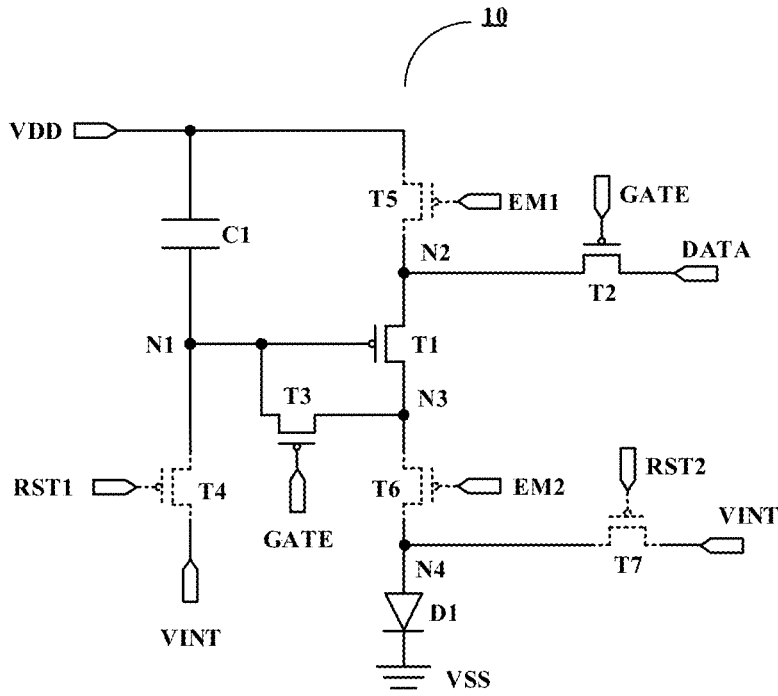 10
VDD
T5
EM1
GATE
C1
N2
DATA
T2
N1
T1
T3
N3
RST1
T4
T6
EM2
RST2
GATE
VINT
T7
N4
D1
VINT
VSS